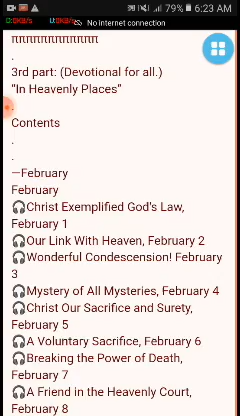 D:0KB/s U:0KB/s No internet connection 79% 6:23 AM
.
3rd part: (Devotional for all.)
“In Heavenly Places”
.
Contents
.
.
—February
February
🎧Christ Exemplified God's Law,
February 1
🎧Our Link With Heaven, February 2
🎧Wonderful Condescension! February
3
🎧Mystery of All Mysteries, February 4
🎧Christ Our Sacrifice and Surety,
February 5
🎧A Voluntary Sacrifice, February 6
🎧Breaking the Power of Death,
February 7
🎧A Friend in the Heavenly Court,
February 8